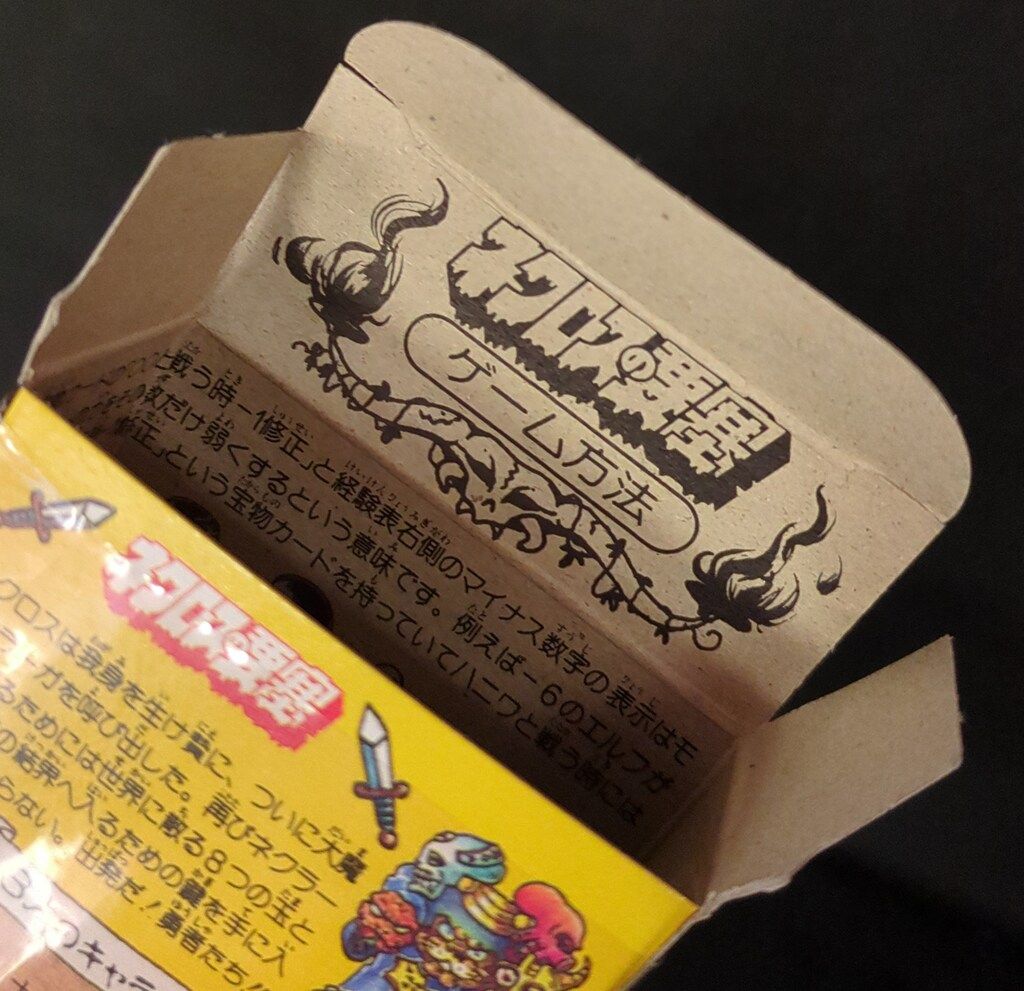 ネクロスの要塞
ゲーム方法
戦う時−1修正」と経験表右側のマイナス数字の表示はモ
だけ弱くするという意味です。例えば−6のエルフが
修正」という宝物カードを持っていてハニワと戦う時には
ネクロスの要塞
クロスは我身を生け贄に、ついに大魔
ラーガを呼び出した。再びネクラー
るためには世界に散る8つの玉と
の結界へ入るための鍵を手に入
らない。出発だ!勇者たち!!
のキャラ